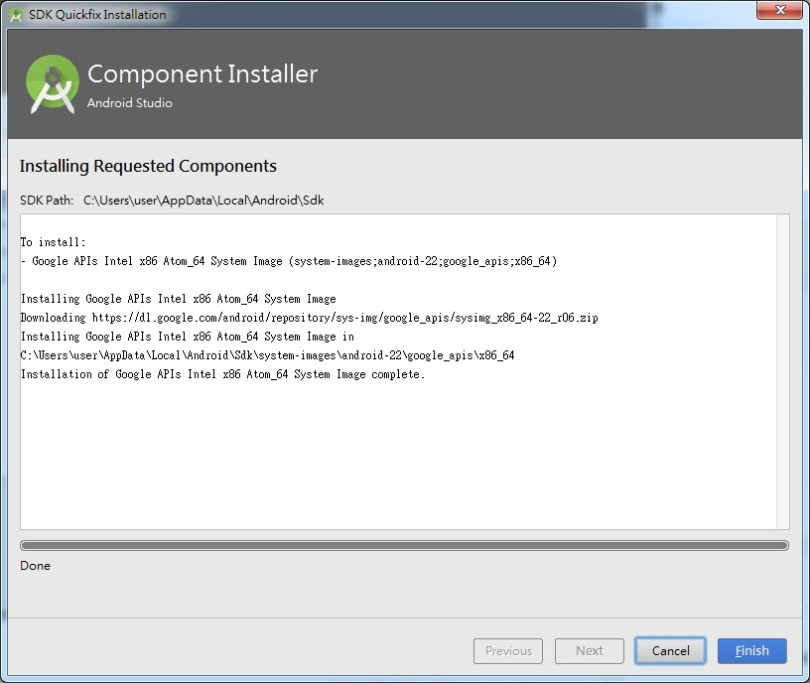 SDK Quickfix Installation
Component Installer
Android Studio
Installing Requested Components
SDK Path: C:\Users\user\AppData\Local\Android\Sdk
To install:
- Google APIs Intel x86 Atom_64 System Image (system-images;android-22;google_apis;x86_64)
Installing Google APIs Intel x86 Atom_64 System Image
Downloading https://dl.google.com/android/repository/sys-img/google_apis/sysimg_x86_64-22_r06.zip
Installing Google APIs Intel x86 Atom_64 System Image in
C:\Users\user\AppData\Local\Android\Sdk\system-images\android-22\google_apis\x86_64
Installation of Google APIs Intel x86 Atom_64 System Image complete.
Done
Previous Next Cancel Finish